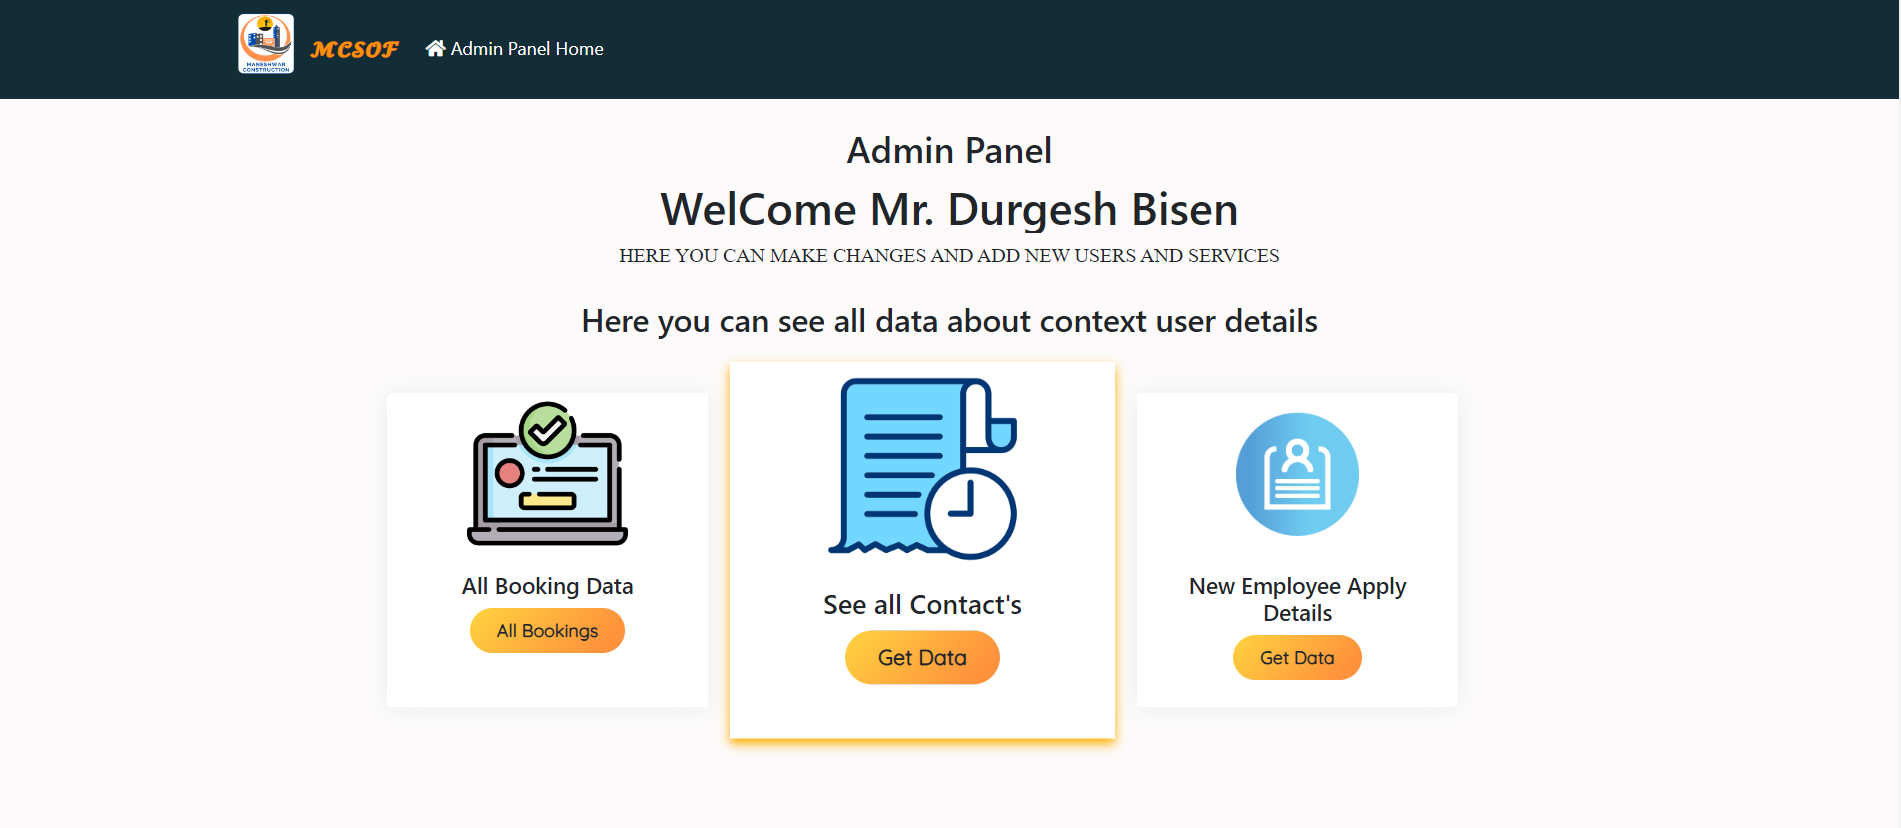 MANESHWAR
CONSTRUCTION
MCSOF
Admin Panel Home
Admin Panel
WelCome Mr. Durgesh Bisen
HERE YOU CAN MAKE CHANGES AND ADD NEW USERS AND SERVICES
Here you can see all data about context user details
All Booking Data
All Bookings
See all Contact's
Get Data
New Employee Apply
Details
Get Data